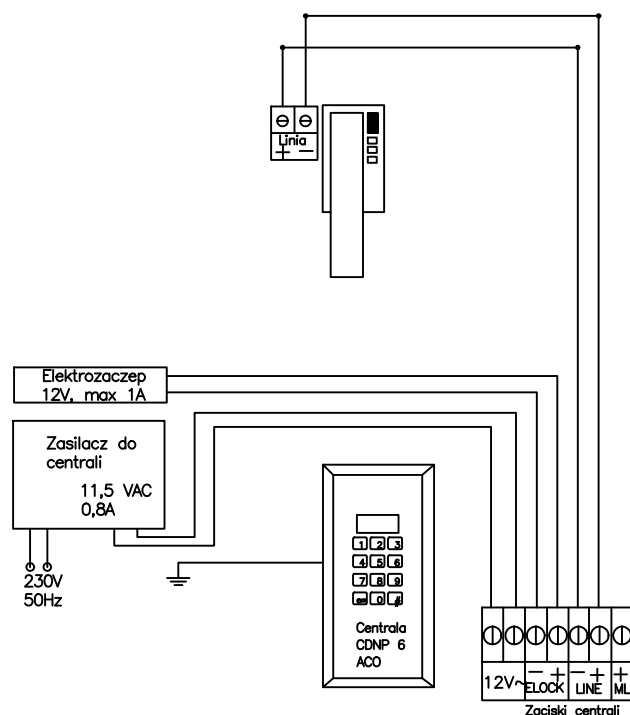 Linia
+ −
Elektrozaczep
12V, max 1A
Zasilacz do
centrali
11,5 VAC
0,8A
230V
50Hz
1 2 3
4 5 6
7 8 9
0 #
Centrala
CDNP 6
ACO
− + − + +
12V~ ELOCK LINE ML
Zaciski centrali